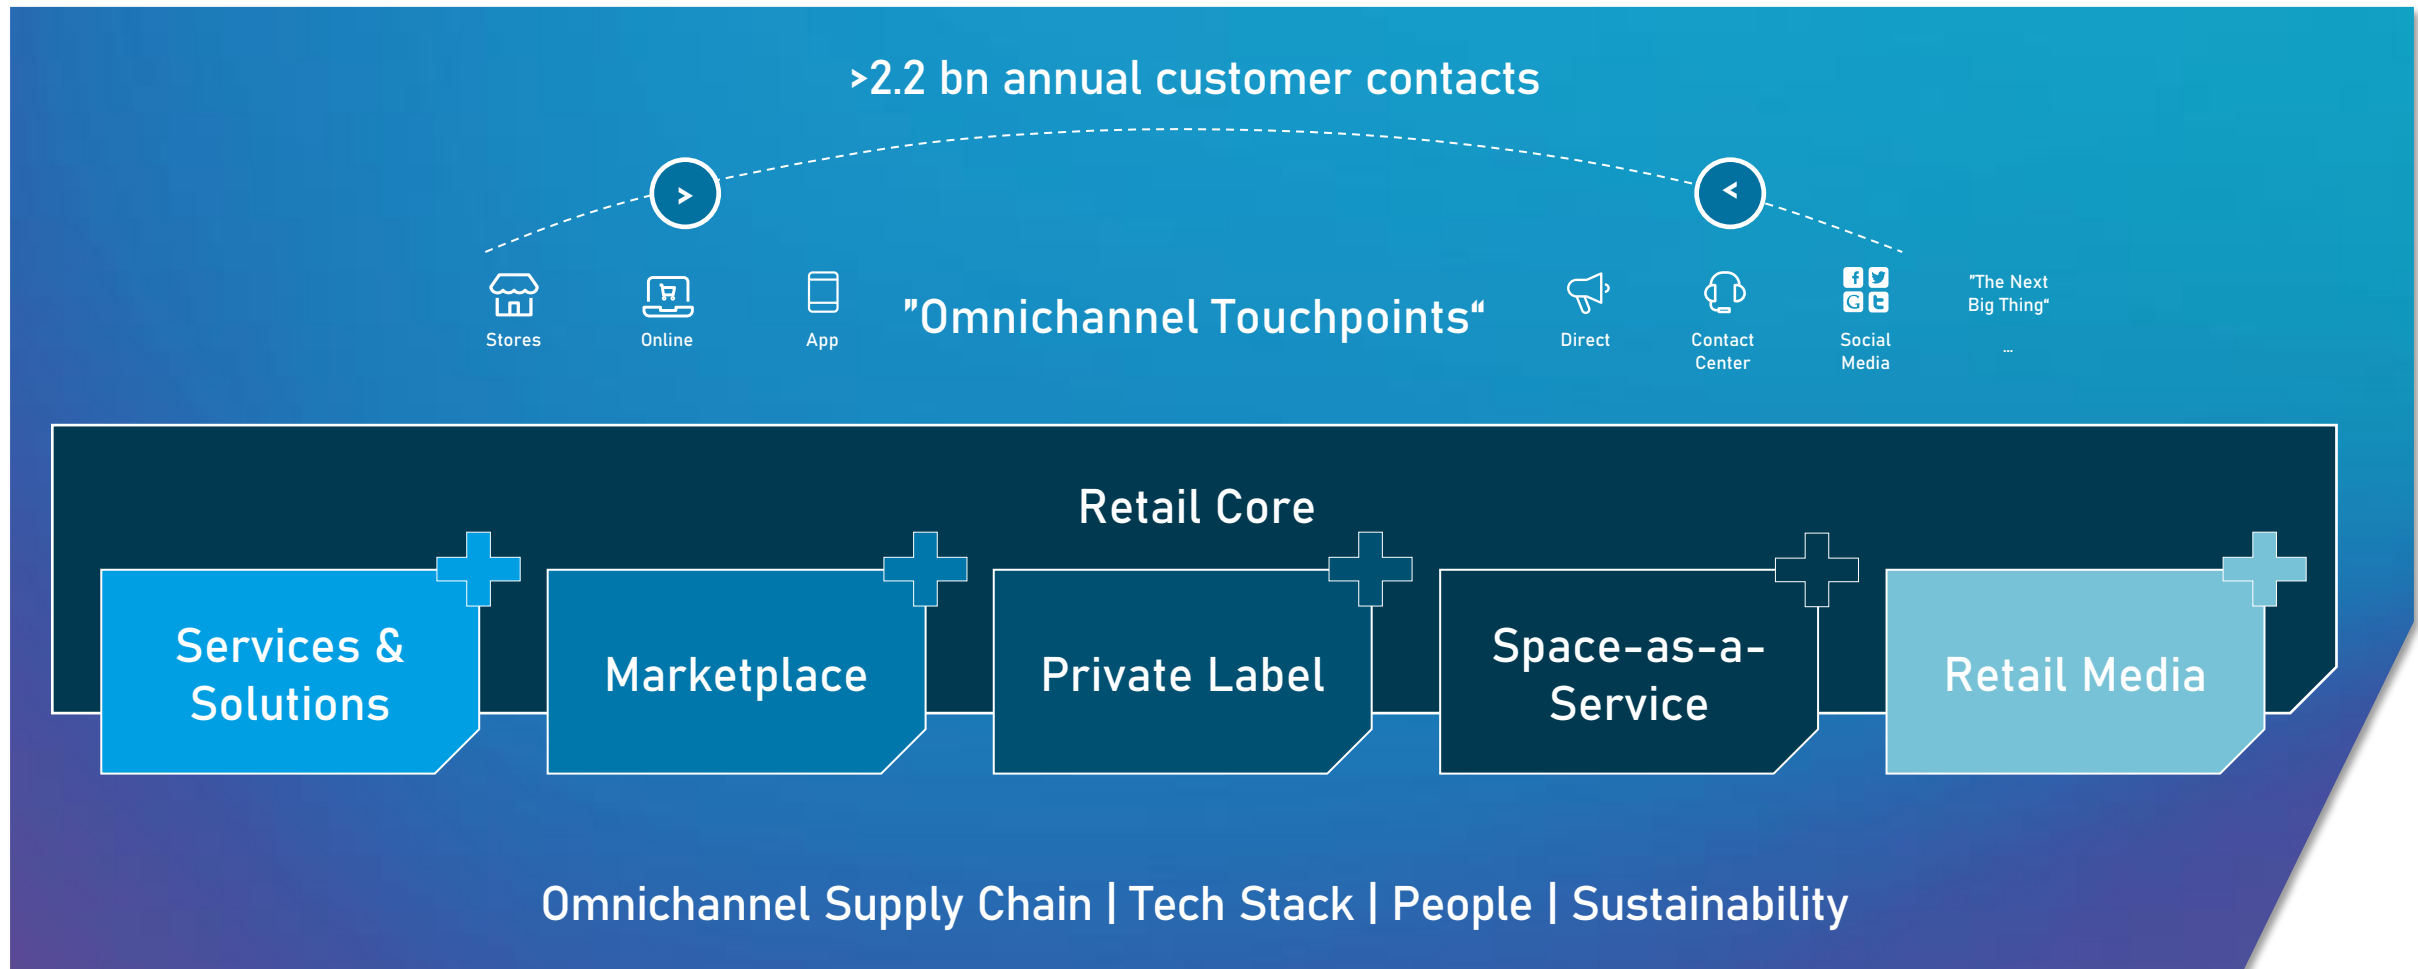 >2.2 bn annual customer contacts
>
<
Stores
Online
App
"Omnichannel Touchpoints“
Direct
Contact
Center
Social
Media
"The Next
Big Thing“
...
Retail Core
Services &
Solutions
Marketplace
Private Label
Space-as-a-
Service
Retail Media
Omnichannel Supply Chain | Tech Stack | People | Sustainability